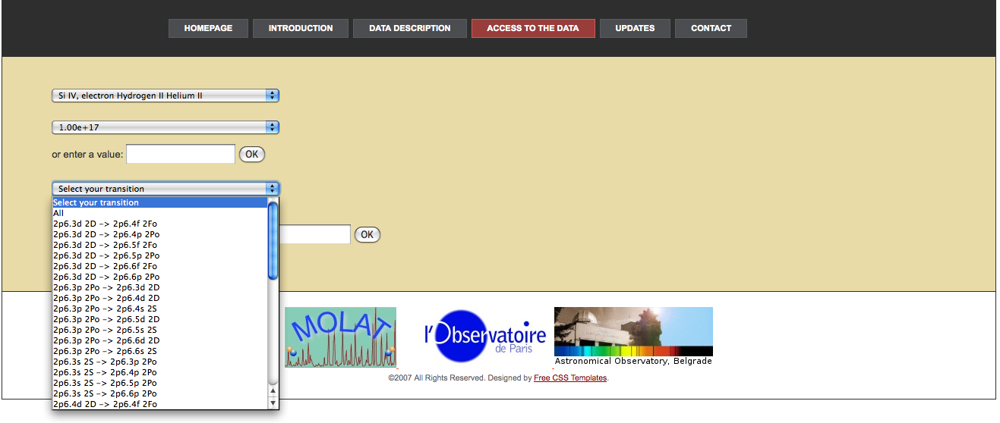 HOMEPAGE INTRODUCTION DATA DESCRIPTION ACCESS TO THE DATA UPDATES CONTACT
Si IV, electron Hydrogen II Helium II
1.00e+17
or enter a value: OK
Select your transition
Select your transition
All
2p6.3d 2D -> 2p6.4f 2Fo
2p6.3d 2D -> 2p6.4p 2Po
OK
2p6.3d 2D -> 2p6.5f 2Fo
2p6.3d 2D -> 2p6.5p 2Po
2p6.3d 2D -> 2p6.6f 2Fo
2p6.3d 2D -> 2p6.6p 2Po
2p6.3p 2Po -> 2p6.3d 2D
2p6.3p 2Po -> 2p6.4d 2D
2p6.3p 2Po -> 2p6.4s 2S
2p6.3p 2Po -> 2p6.5d 2D
2p6.3p 2Po -> 2p6.5s 2S
2p6.3p 2Po -> 2p6.6d 2D
2p6.3p 2Po -> 2p6.6s 2S
2p6.3s 2S -> 2p6.3p 2Po
2p6.3s 2S -> 2p6.4p 2Po
2p6.3s 2S -> 2p6.5p 2Po
2p6.3s 2S -> 2p6.6p 2Po
2p6.4d 2D -> 2p6.4f 2Fo
MOLAT
l'Observatoire
de Paris
Astronomical Observatory, Belgrade
©2007 All Rights Reserved. Designed by Free CSS Templates.